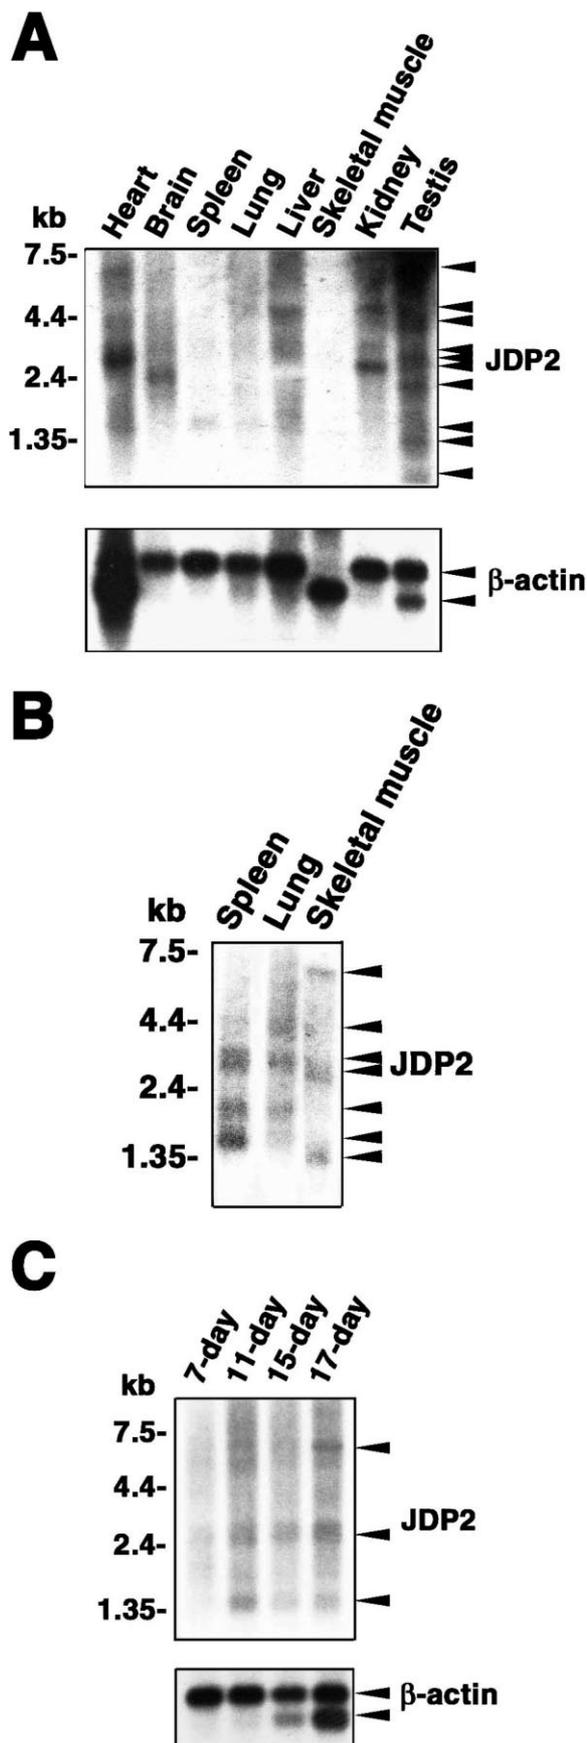 A
kb
Heart
Brain
Spleen
Lung
Liver
Skeletal muscle
Kidney
Testis
7.5-
4.4-
2.4-
1.35-
JDP2
β-actin
B
kb
Spleen
Lung
Skeletal muscle
7.5-
4.4-
2.4-
1.35-
JDP2
C
kb
7-day
11-day
15-day
17-day
7.5-
4.4-
2.4-
1.35-
JDP2
β-actin